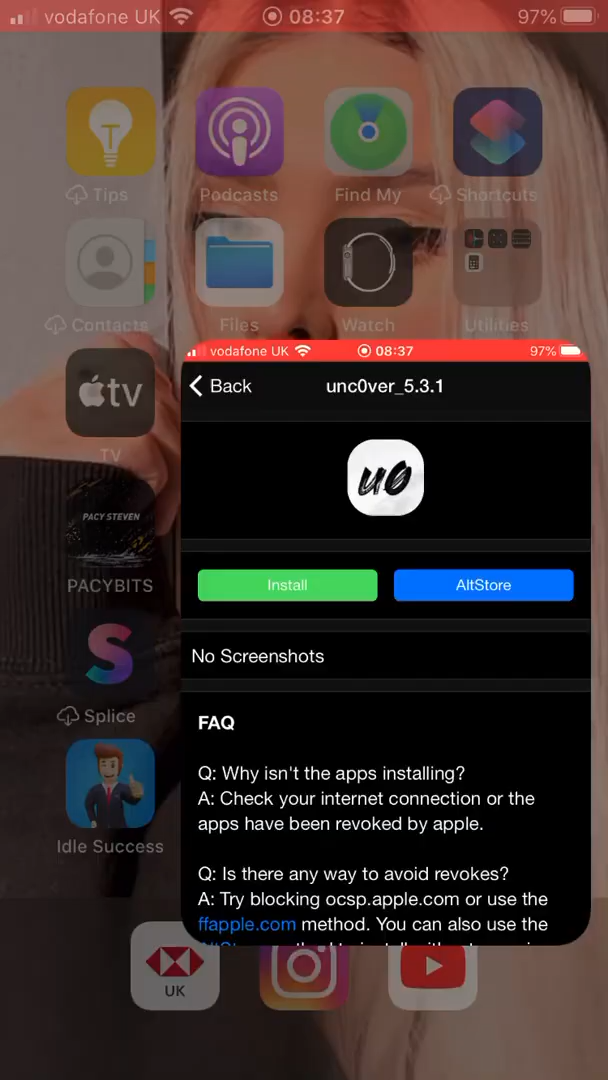 vodafone UK 08:37 97%
Tips Podcasts Find My Shortcuts
Contacts Files Watch Utilities
tv
TV
PACY STEVEN
PACYBITS
Splice
Idle Success
UK
vodafone UK 08:37 97%
Back unc0ver_5.3.1
u0
Install AltStore
No Screenshots
FAQ
Q: Why isn't the apps installing?
A: Check your internet connection or the
apps have been revoked by apple.
Q: Is there any way to avoid revokes?
A: Try blocking ocsp.apple.com or use the
ffapple.com method. You can also use the